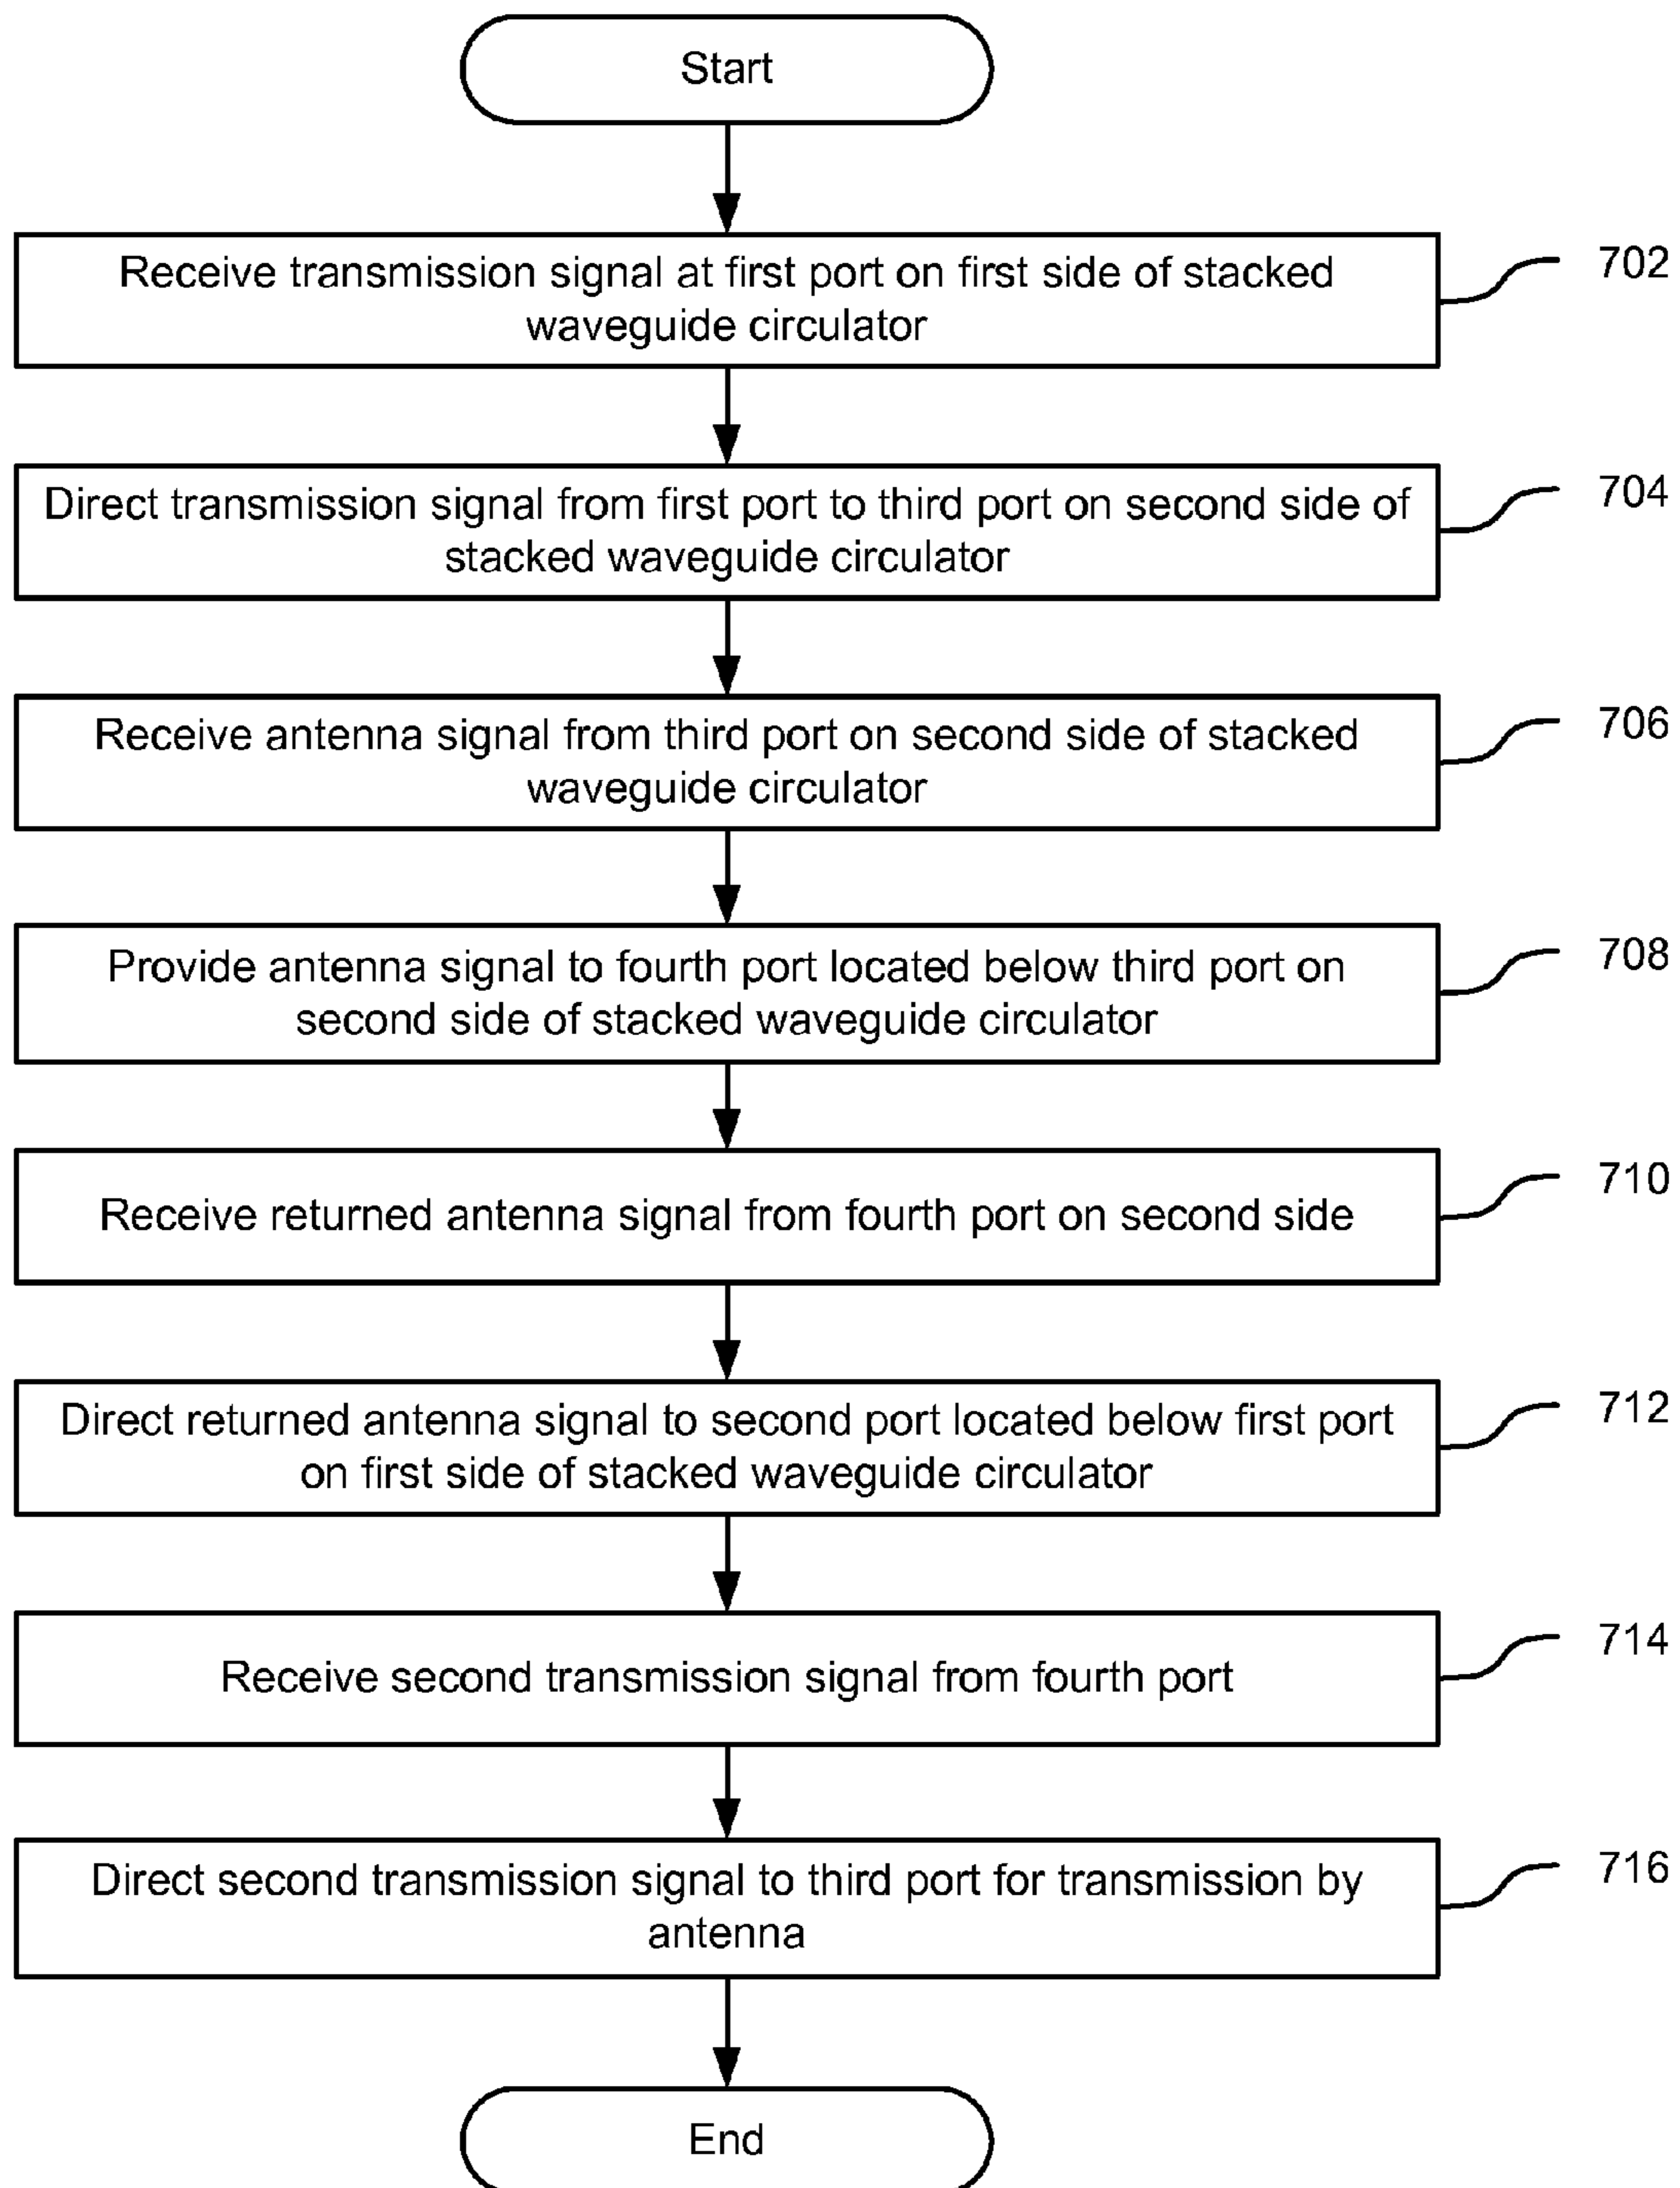 Start
Receive transmission signal at first port on first side of stacked
waveguide circulator
702
Direct transmission signal from first port to third port on second side of
stacked waveguide circulator
704
Receive antenna signal from third port on second side of stacked
waveguide circulator
706
Provide antenna signal to fourth port located below third port on
second side of stacked waveguide circulator
708
Receive returned antenna signal from fourth port on second side
710
Direct returned antenna signal to second port located below first port
on first side of stacked waveguide circulator
712
Receive second transmission signal from fourth port
714
Direct second transmission signal to third port for transmission by
antenna
716
End